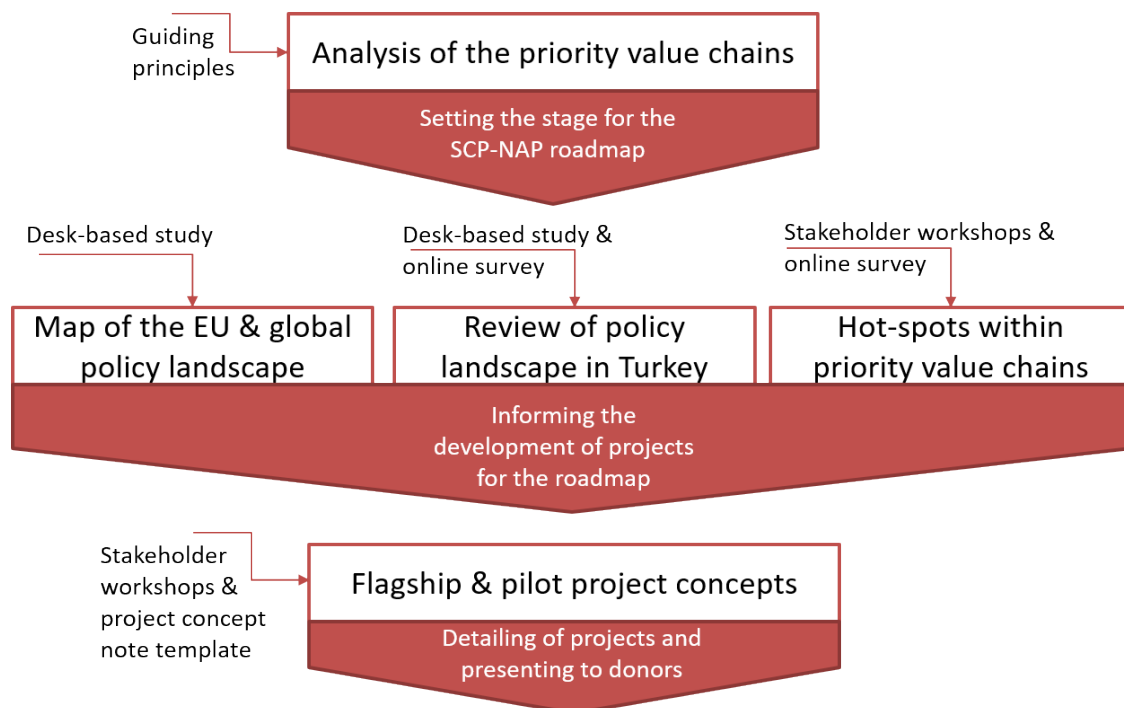 Guiding
principles
Analysis of the priority value chains
Setting the stage for the
SCP-NAP roadmap
Desk-based study
Desk-based study &
online survey
Stakeholder workshops &
online survey
Map of the EU & global
policy landscape
Review of policy
landscape in Turkey
Hot-spots within
priority value chains
Informing the
development of projects
for the roadmap
Stakeholder
workshops &
project concept
note template
Flagship & pilot project concepts
Detailing of projects and
presenting to donors